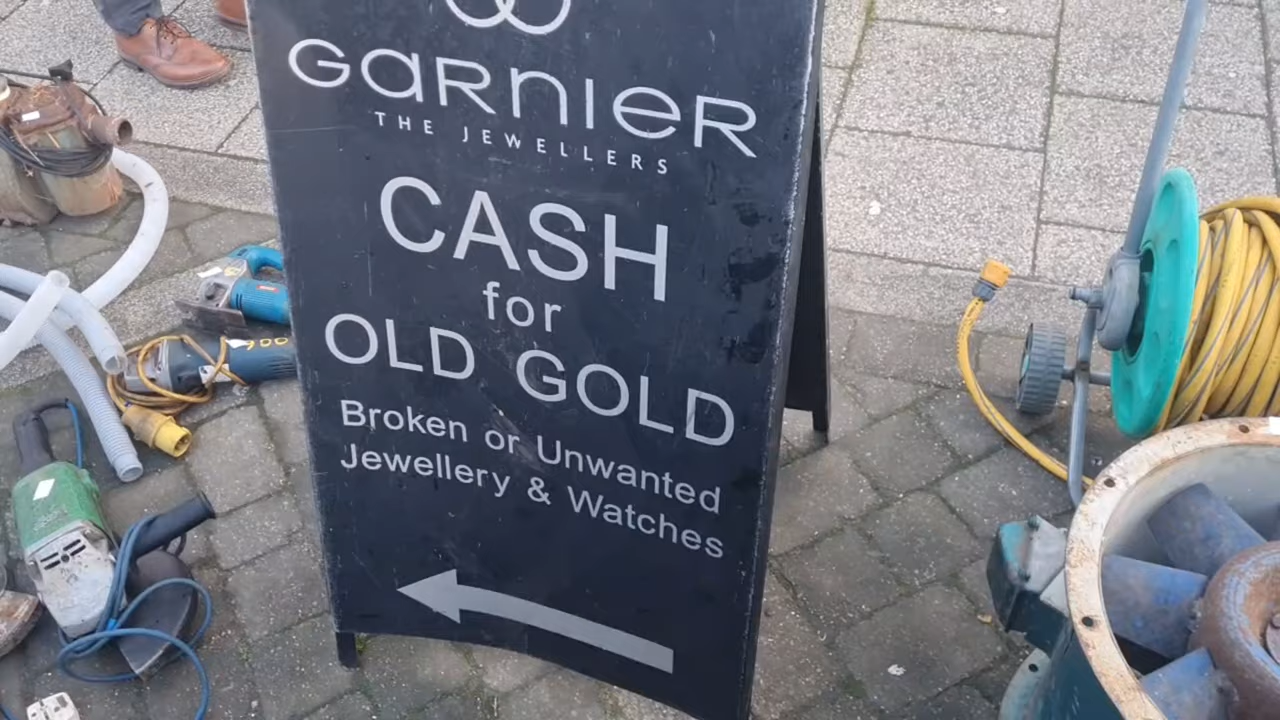 GARNIER
THE JEWELLERS
CASH
for
OLD GOLD
Broken or Unwanted
Jewellery & Watches